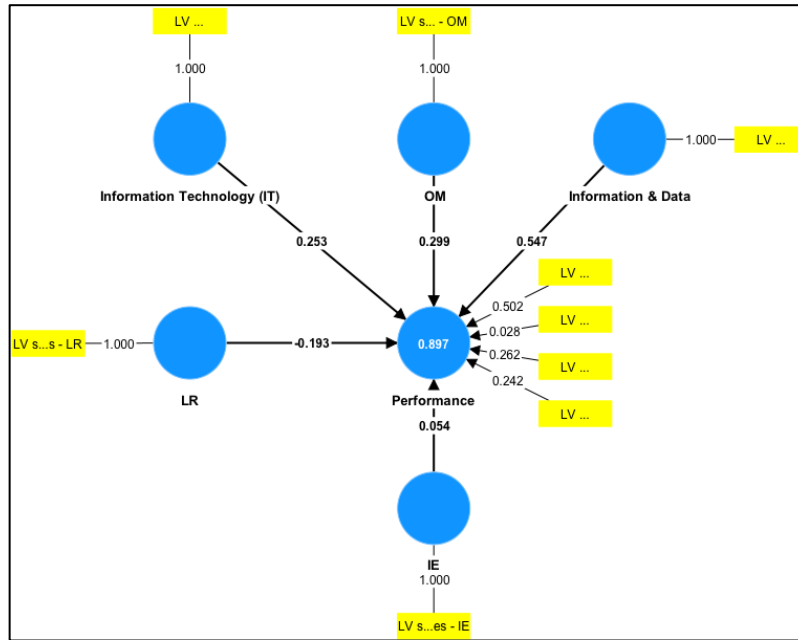 LV ...
LV s... - OM
1.000
1.000
1.000
LV ...
Information Technology (IT)
OM
Information & Data
0.253
0.299
0.547
LV ...
0.502
LV ...
0.028
LV s...s - LR
1.000
-0.193
0.897
0.262
LV ...
0.242
LR
Performance
LV ...
0.054
IE
1.000
LV s...es - IE